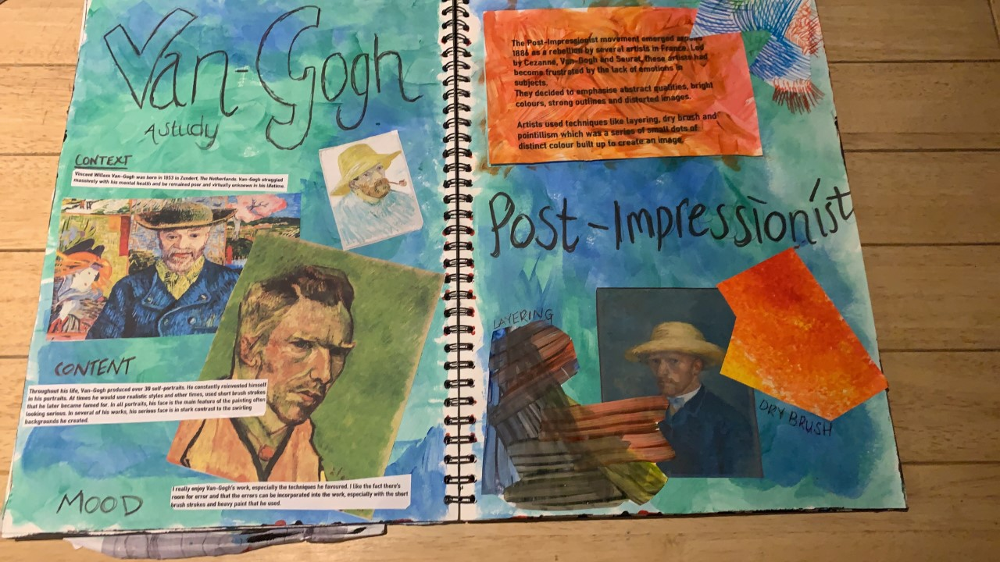 Van-Gogh
A study
CONTEXT
Vincent Willem Van-Gogh was born in 1853 in Zundert, The Netherlands. Van-Gogh struggled
massively with his mental health and he remained poor and virtually unknown in his lifetime.
CONTENT
Throughout his life, Van-Gogh produced over 30 self-portraits. He constantly reinvented himself
in his portraits. At times he would use realistic styles and other times, used short brush strokes
that he later became famed for. In all portraits, his face is the main feature of the painting often
looking serious. In several of his works, his serious face is in stark contrast to the swirling
backgrounds he created.
MOOD
I really enjoy Van-Gogh's work, especially the techniques he favoured. I like the fact there's
room for error and that the errors can be incorporated into the work, especially with the short
brush strokes and heavy paint that he used.
The Post-Impressionist movement emerged around
1886 as a rebellion by several artists in France. Led
by Cezanne, Van-Gogh and Seurat, these artists had
become frustrated by the lack of emotions in
subjects.
They decided to emphasise abstract qualities, bright
colours, strong outlines and distorted images.
Artists used techniques like layering, dry brush and
pointillism which was a series of small dots of
distinct colour built up to create an image.
Post-Impressionist
LAYERING
DRY BRUSH